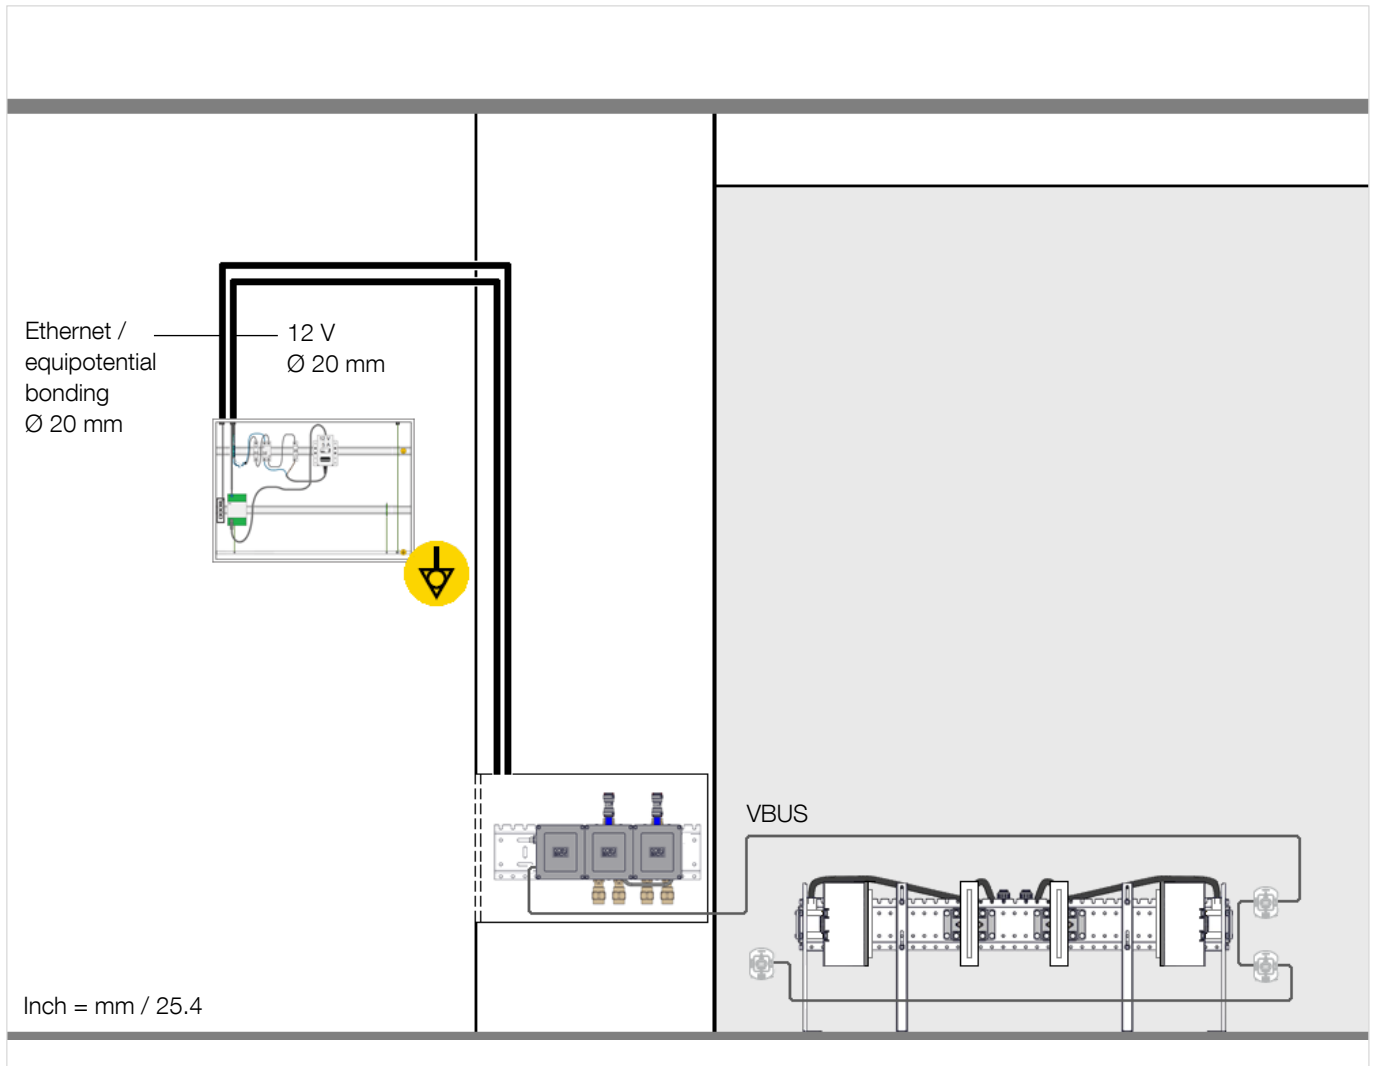 Ethernet /
equipotential
bonding
Ø 20 mm
12 V
Ø 20 mm
VBUS
Inch = mm / 25.4